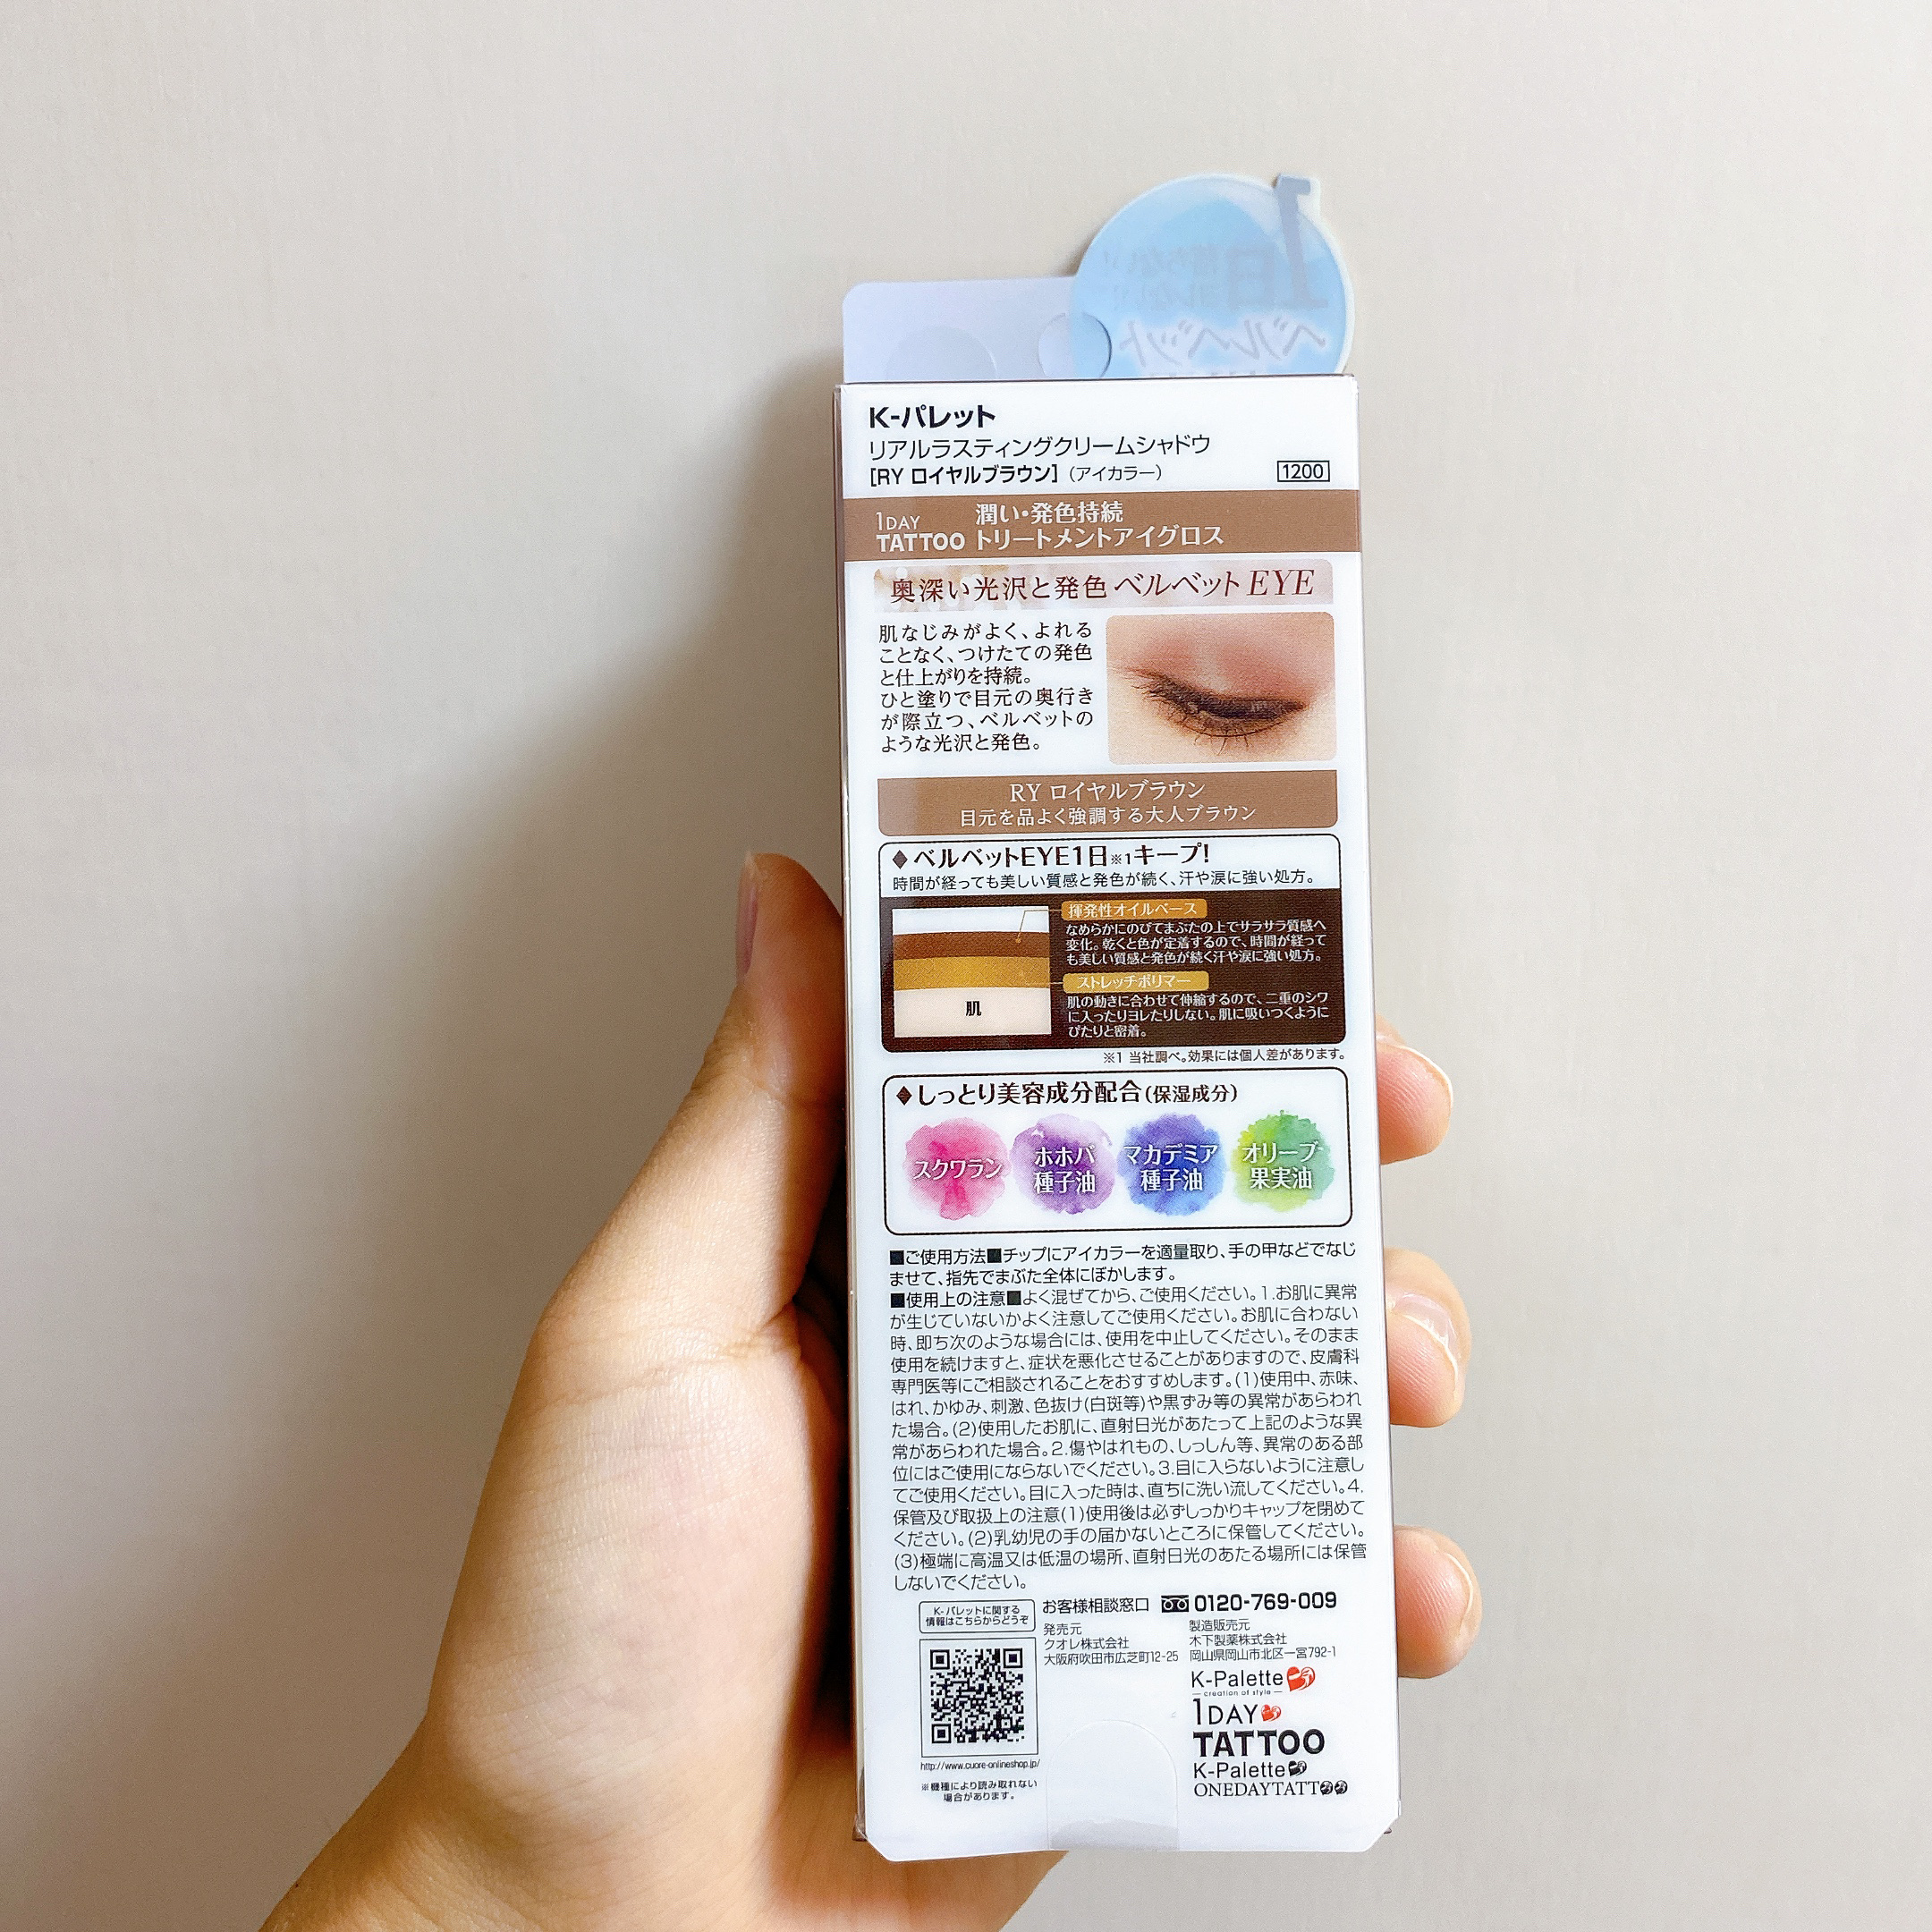 1日
ベルベット
K-パレット
リアルラスティングクリームシャドウ
[RY ロイヤルブラウン]（アイカラー）
1200
1DAY
TATTOO
潤い・発色持続
トリートメントアイグロス
奥深い光沢と発色 ベルベット EYE
肌なじみがよく、よれる
ことなく、つけたての発色
と仕上がりを持続。
ひと塗りで目元の奥行き
が際立つ、ベルベットの
ような光沢と発色。
RY ロイヤルブラウン
目元を品よく強調する大人ブラウン
◆ベルベットEYE1日※1キープ!
時間が経っても美しい質感と発色が続く、汗や涙に強い処方。
揮発性オイルベース
なめらかにのびてまぶたの上でサラサラ質感へ
変化。乾くと色が定着するので、時間が経って
も美しい質感と発色が続く汗や涙に強い処方。
ストレッチポリマー
肌の動きに合わせて伸縮するので、二重のシワ
に入ったりヨレたりしない。肌に吸いつくように
ぴたりと密着。
肌
※1 当社調べ。効果には個人差があります。
◆しっとり美容成分配合(保湿成分)
スクワラン
ホホバ
種子油
マカデミア
種子油
オリーブ
果実油
■ご使用方法■チップにアイカラーを適量取り、手の甲などでなじ
ませて、指先でまぶた全体にぼかします。
■使用上の注意■よく混ぜてから、ご使用ください。1.お肌に異常
が生じていないかよく注意してご使用ください。お肌に合わない
時、即ち次のような場合には、使用を中止してください。そのまま
使用を続けますと、症状を悪化させることがありますので、皮膚科
専門医等にご相談されることをおすすめします。(1)使用中、赤味、
はれ、かゆみ、刺激、色抜け(白斑等)や黒ずみ等の異常があらわれ
た場合。(2)使用したお肌に、直射日光があたって上記のような異
常があらわれた場合。2.傷やはれもの、しっしん等、異常のある部
位にはご使用にならないでください。3.目に入らないように注意し
てご使用ください。目に入った時は、直ちに洗い流してください。4.
保管及び取扱上の注意(1)使用後は必ずしっかりキャップを閉めて
ください。(2)乳幼児の手の届かないところに保管してください。
(3)極端に高温又は低温の場所、直射日光のあたる場所には保管
しないでください。
K-パレットに関する
情報はこちらからどうぞ
お客様相談窓口 0120-769-009
発売元
クオレ株式会社
大阪府吹田市広芝町12-25
製造販売元
木下製薬株式会社
岡山県岡山市北区一宮792-1
K-Palette
creation of style
1DAY
TATTOO
K-Palette
ONEDAYTATTOO
http://www.cuore-onlineshop.jp/
※機種により読み取れない
場合があります。